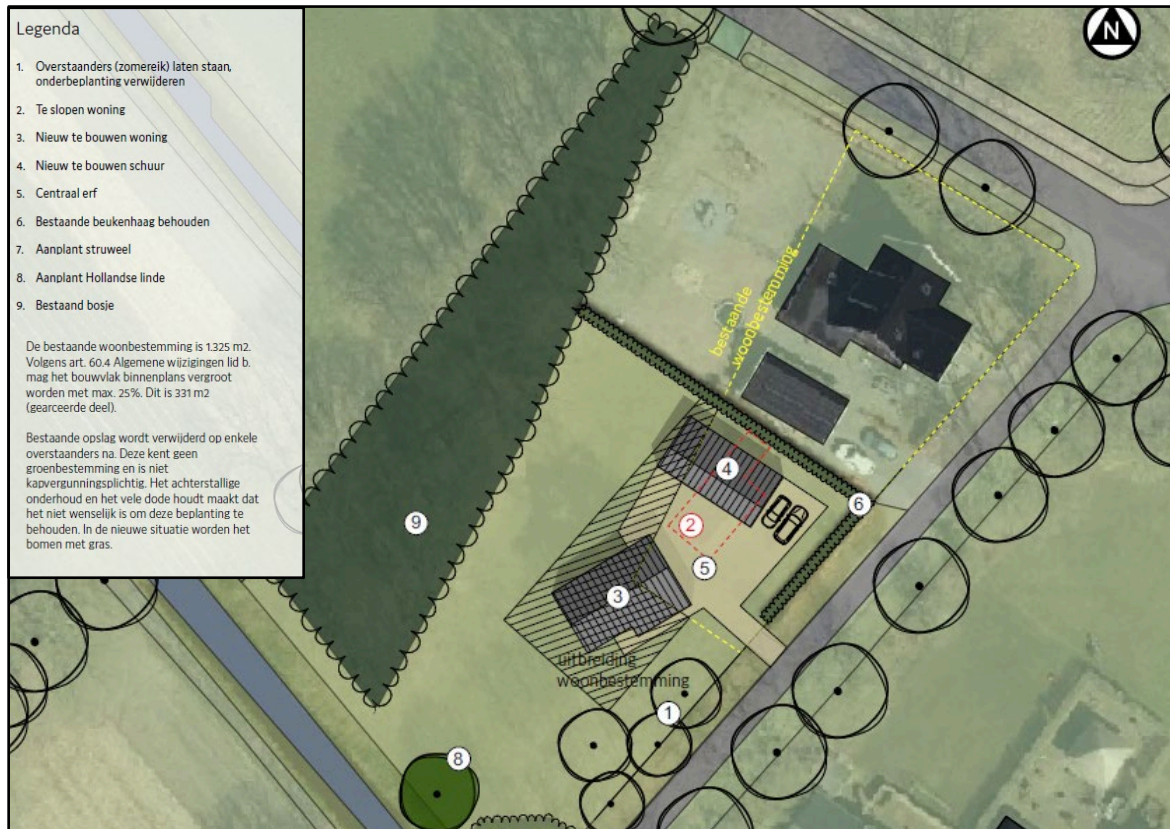 Legenda
1. Overstaanders (zomereik) laten staan,
onderbeplanting verwijderen
2. Te slopen woning
3. Nieuw te bouwen woning
4. Nieuw te bouwen schuur
5. Centraal erf
6. Bestaande beukenhaag behouden
7. Aanplant struweel
8. Aanplant Hollandse linde
9. Bestaand bosje
De bestaande woonbestemming is 1.325 m2.
Volgens art. 60.4 Algemene wijzigingen lid b.
mag het bouwvlak binnenplans vergroot
worden met max. 25%. Dit is 331 m2
(gearceerde deel).
Bestaande opslag wordt verwijderd op enkele
overstaanders na. Deze kent geen
groenbestemming en is niet
kapvergunningsplichtig. Het achterstallige
onderhoud en het vele dode houdt maakt dat
het niet wenselijk is om deze beplanting te
behouden. In de nieuwe situatie worden het
bomen met gras.
N
bestaande
woonbestemming
4
6
2
9
5
3
uitbreiding
woonbestemming
1
8